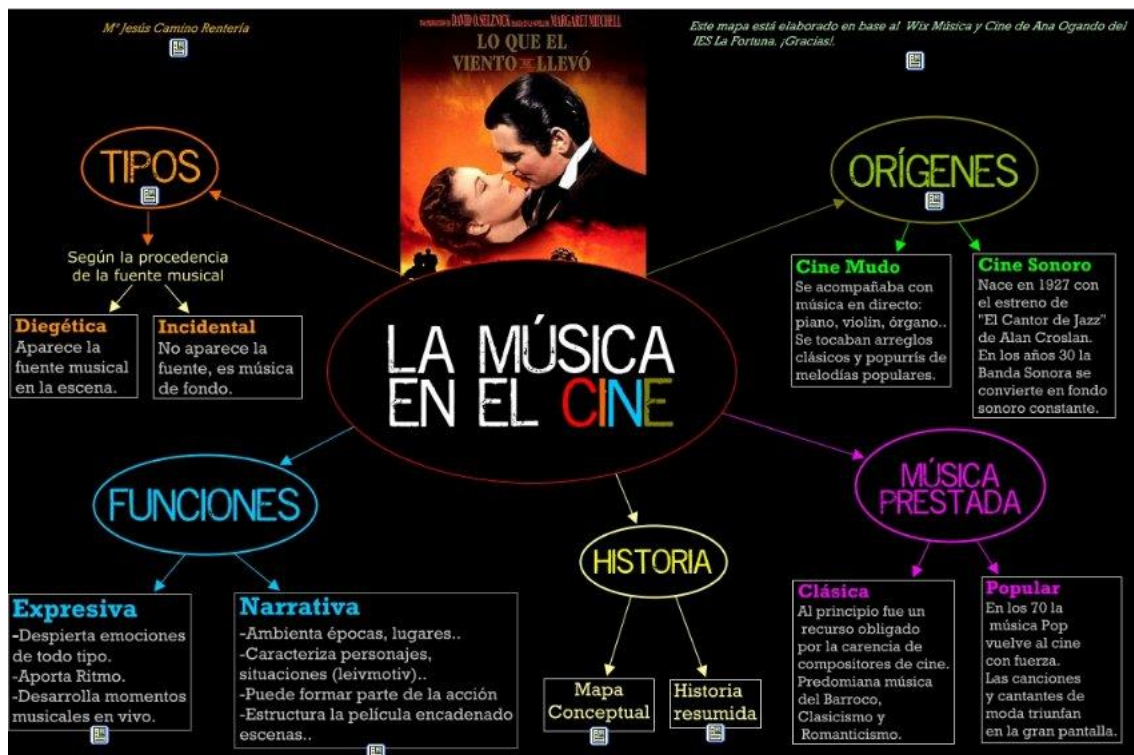 Mª Jesús Camino Rentería
DAVID O. SELZNICK
MARGARET MITCHELL
LO QUE EL
VIENTO SE LLEVÓ
Este mapa está elaborado en base al Wix Música y Cine de Ana Ogando del
IES La Fortuna. ¡Gracias!.
TIPOS
Según la procedencia
de la fuente musical
Diegética
Aparece la
fuente musical
en la escena.
Incidental
No aparece la
fuente, es música
de fondo.
ORÍGENES
Cine Mudo
Se acompañaba con
música en directo:
piano, violín, órgano..
Se tocaban arreglos
clásicos y popurrís de
melodías populares.
Cine Sonoro
Nace en 1927 con
el estreno de
"El Cantor de Jazz"
de Alan Croslan.
En los años 30 la
Banda Sonora se
convierte en fondo
sonoro constante.
LA MÚSICA
EN EL CINE
FUNCIONES
Expresiva
-Despierta emociones
de todo tipo.
-Aporta Ritmo.
-Desarrolla momentos
musicales en vivo.
Narrativa
-Ambienta épocas, lugares..
-Caracteriza personajes,
situaciones (leivmotiv)..
-Puede formar parte de la acción
-Estructura la película encadenado
escenas..
HISTORIA
Mapa
Conceptual
Historia
resumida
MÚSICA
PRESTADA
Clásica
Al principio fue un
recurso obligado
por la carencia de
compositores de cine.
Predomiana música
del Barroco,
Clasicismo y
Romanticismo.
Popular
En los 70 la
música Pop
vuelve al cine
con fuerza.
Las canciones
y cantantes de
moda triunfan
en la gran pantalla.